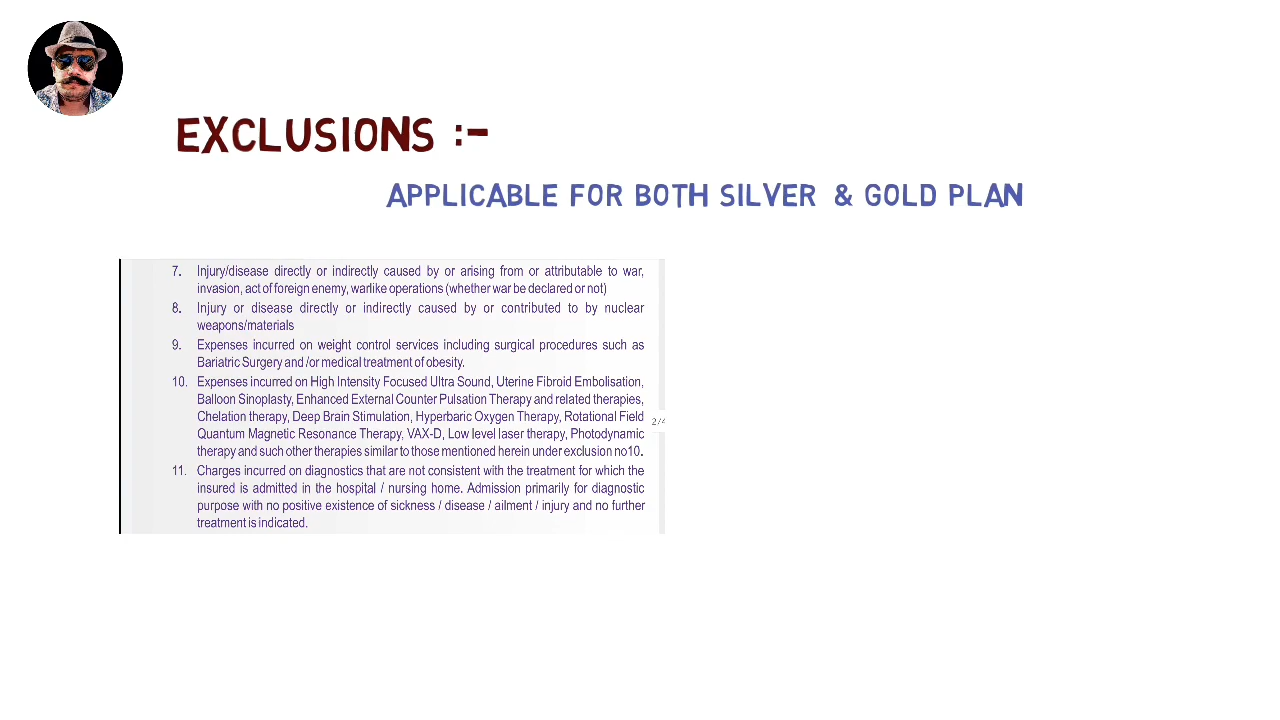 EXCLUSIONS :-
APPLICABLE FOR BOTH SILVER & GOLD PLAN
7. Injury/disease directly or indirectly caused by or arising from or attributable to war,
invasion, act of foreign enemy, warlike operations (whether war be declared or not)
8. Injury or disease directly or indirectly caused by or contributed to by nuclear
weapons/materials
9. Expenses incurred on weight control services including surgical procedures such as
Bariatric Surgery and /or medical treatment of obesity.
10. Expenses incurred on High Intensity Focused Ultra Sound, Uterine Fibroid Embolisation,
Balloon Sinoplasty, Enhanced External Counter Pulsation Therapy and related therapies,
Chelation therapy, Deep Brain Stimulation, Hyperbaric Oxygen Therapy, Rotational Field
Quantum Magnetic Resonance Therapy, VAX-D, Low level laser therapy, Photodynamic
therapy and such other therapies similar to those mentioned herein under exclusion no10.
11. Charges incurred on diagnostics that are not consistent with the treatment for which the
insured is admitted in the hospital / nursing home. Admission primarily for diagnostic
purpose with no positive existence of sickness / disease / ailment / injury and no further
treatment is indicated.
2/4